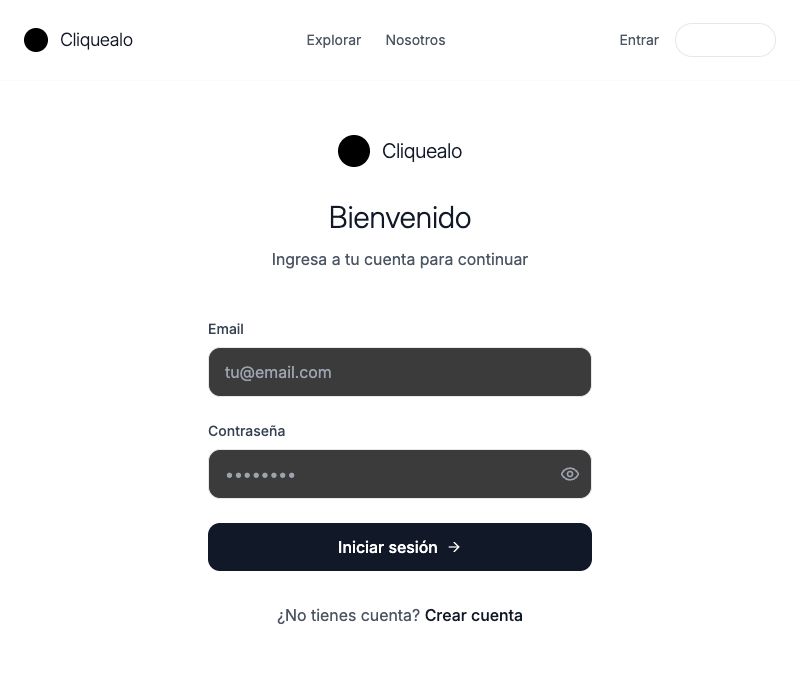 Cliquealo
Explorar
Nosotros
Entrar
Cliquealo
Bienvenido
Ingresa a tu cuenta para continuar
Email
tu@email.com
Contraseña
••••••••
Iniciar sesión →
¿No tienes cuenta? Crear cuenta